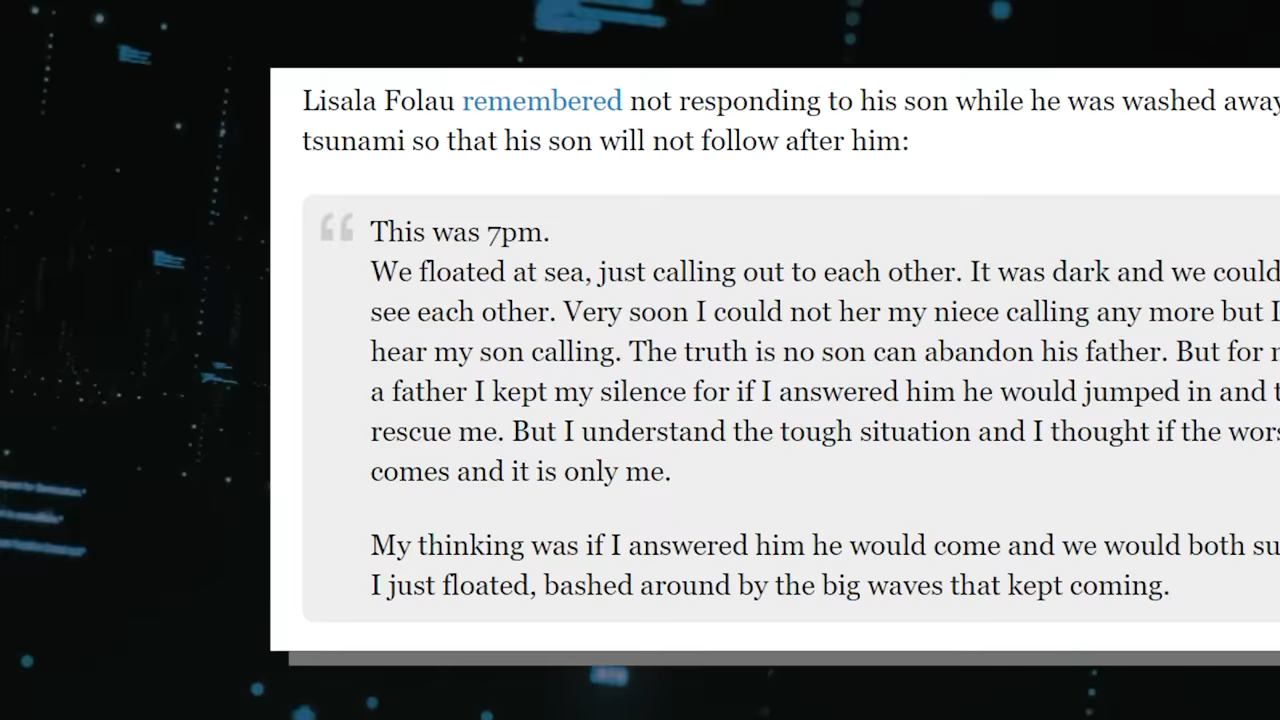 Lisala Folau remembered not responding to his son while he was washed away
tsunami so that his son will not follow after him:
This was 7pm.
We floated at sea, just calling out to each other. It was dark and we could
see each other. Very soon I could not her my niece calling any more but I
hear my son calling. The truth is no son can abandon his father. But for
a father I kept my silence for if I answered him he would jumped in and
rescue me. But I understand the tough situation and I thought if the
comes and it is only me.
My thinking was if I answered him he would come and we would both
I just floated, bashed around by the big waves that kept coming.